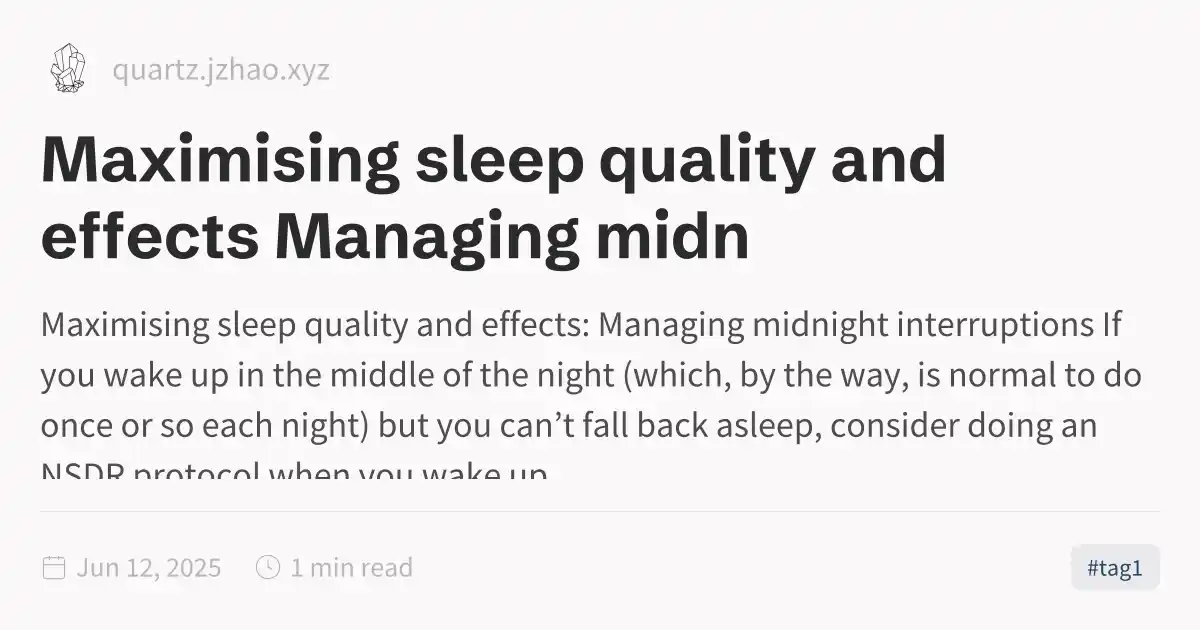 quartz.jzhao.xyz
Maximising sleep quality and
effects Managing midn
Maximising sleep quality and effects: Managing midnight interruptions If
you wake up in the middle of the night (which, by the way, is normal to do
once or so each night) but you can’t fall back asleep, consider doing an
NSDR protocol when you wake up
Jun 12, 2025 1 min read
#tag1